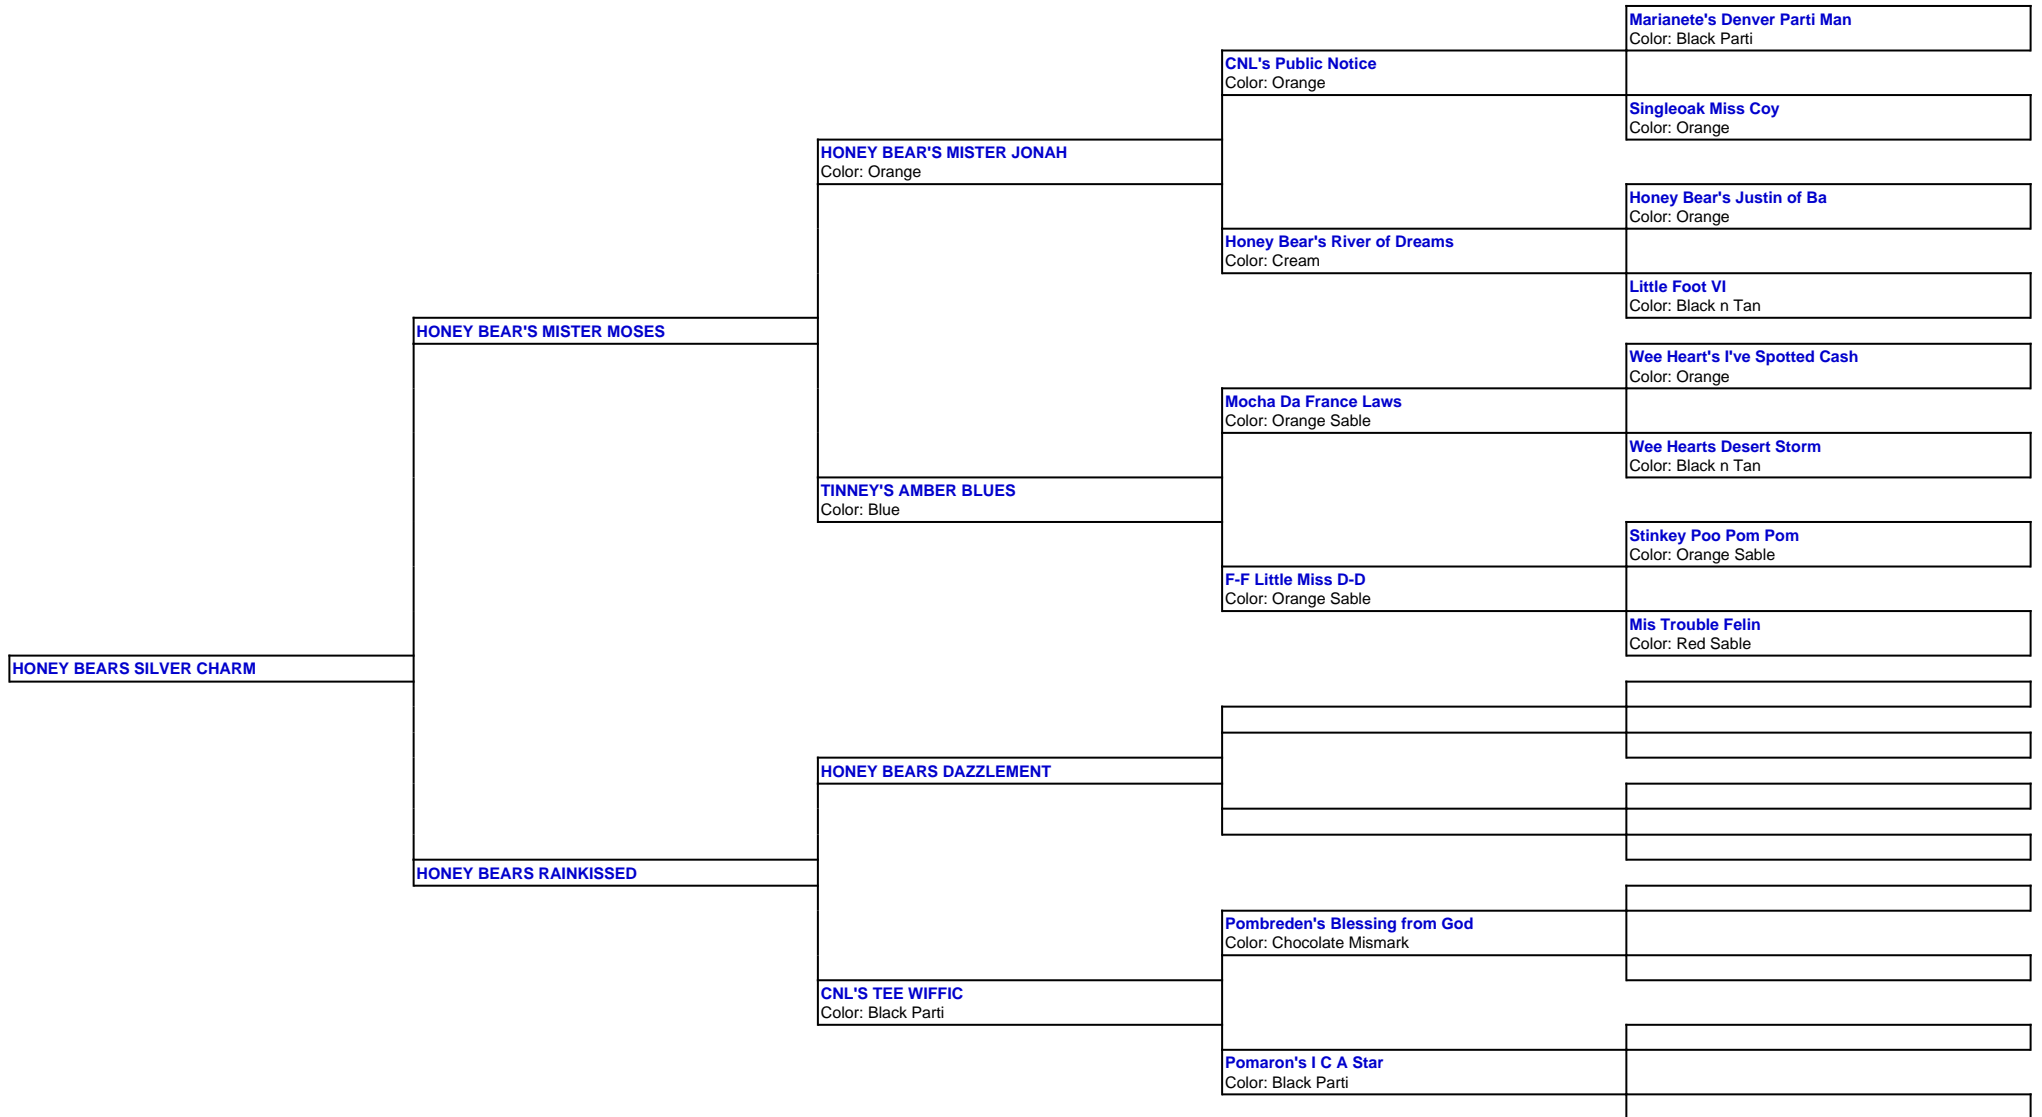 Marianete's Denver Parti Man
Color: Black Parti
CNL's Public Notice
Color: Orange
Singleoak Miss Coy
Color: Orange
HONEY BEAR'S MISTER JONAH
Color: Orange
Honey Bear's Justin of Ba
Color: Orange
Honey Bear's River of Dreams
Color: Cream
Little Foot VI
Color: Black n Tan
HONEY BEAR'S MISTER MOSES
Wee Heart's I've Spotted Cash
Color: Orange
Mocha Da France Laws
Color: Orange Sable
Wee Hearts Desert Storm
Color: Black n Tan
TINNEY'S AMBER BLUES
Color: Blue
Stinkey Poo Pom Pom
Color: Orange Sable
F-F Little Miss D-D
Color: Orange Sable
Mis Trouble Felin
Color: Red Sable
HONEY BEARS SILVER CHARM
HONEY BEARS DAZZLEMENT
HONEY BEARS RAINKISSED
Pombreden's Blessing from God
Color: Chocolate Mismark
CNL'S TEE WIFFIC
Color: Black Parti
Pomaron's I C A Star
Color: Black Parti